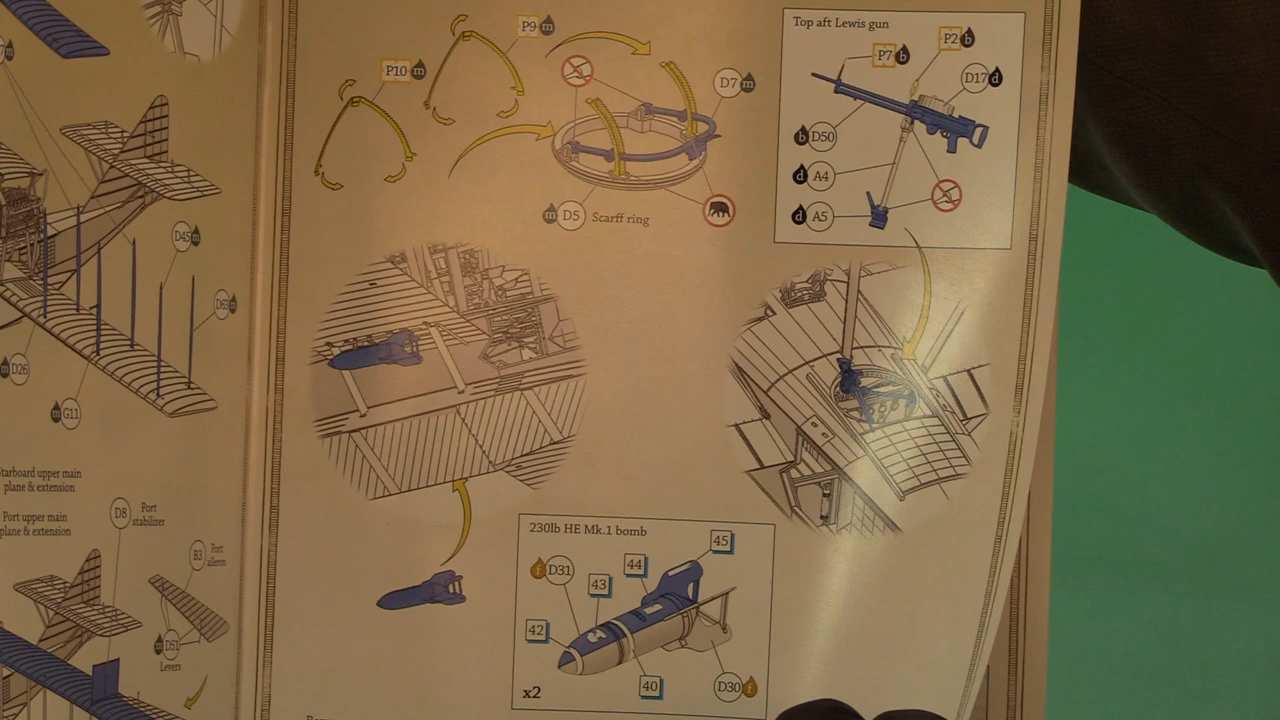 P9 m
P10 m
D7 m
m D5 Scarff ring
Top aft Lewis gun
P2 b
P7 b
D17 d
b D50
d A4
d A5
D45 m
D63 m
m D26
m G11
Starboard upper main
plane & extension
Port upper main
plane & extension
D8 Port
stabilizer
B3 Port
aileron
m D51
Levers
230lb HE Mk.1 bomb
45
44
f D31
43
42
40
D30 f
x2